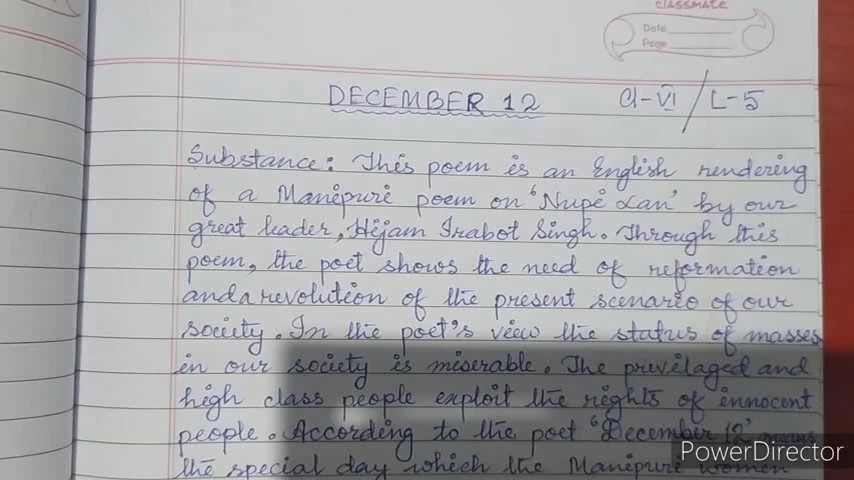 classmate
Date
Page
DECEMBER 12 Cl-VI / L-5
Substance: This poem is an English rendering
of a Manipuri poem on 'Nupi Lan' by our
great leader, Hijam Irabot Singh. Through this
poem, the poet shows the need of reformation
and a revolution of the present scenario of our
society. In the poet's view the status of masses
in our society is miserable. The previlaged and
high class people exploit the rights of innocent
people. According to the poet 'December 12' means
the special day which the Manipuri women
PowerDirector